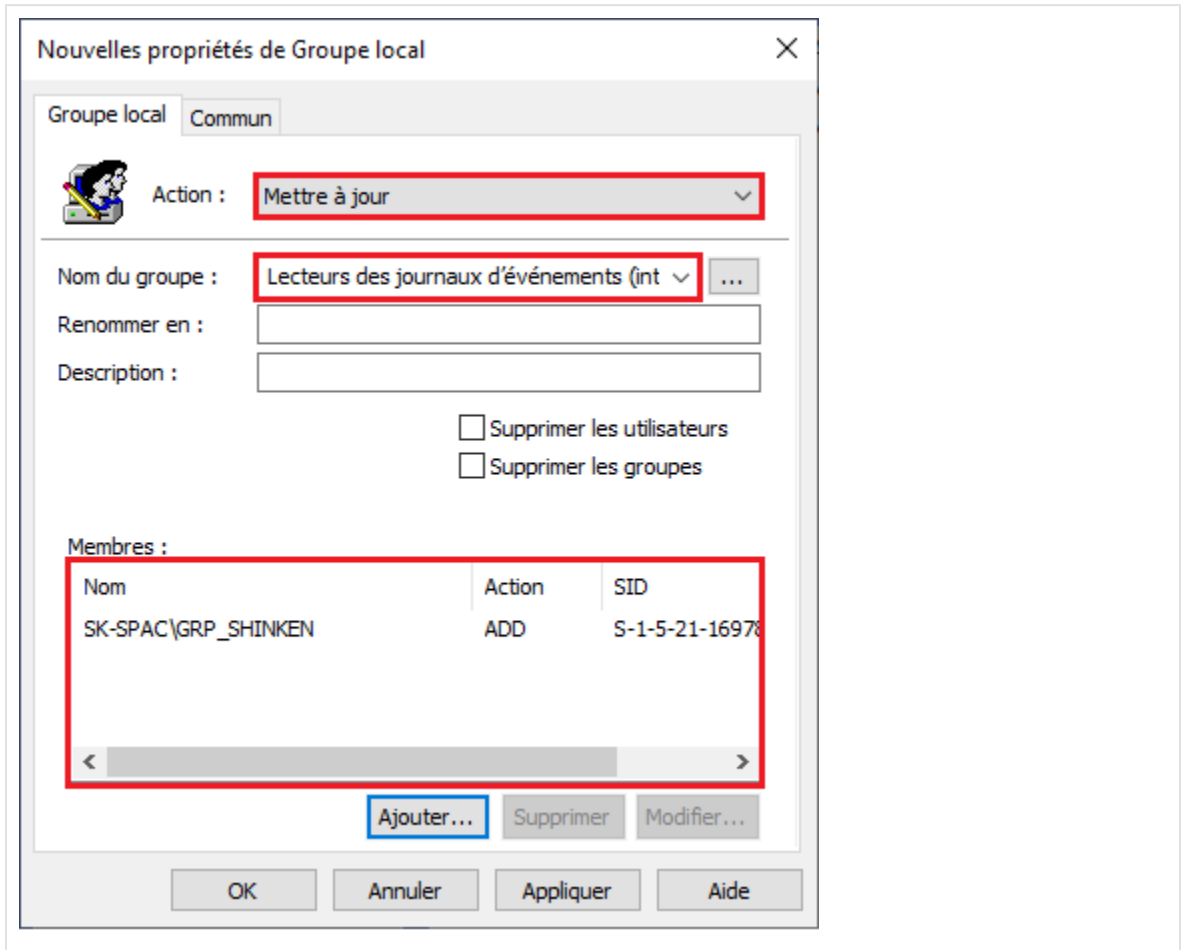 Nouvelles propriétés de Groupe local
Groupe local Commun
Action : Mettre à jour
Nom du groupe : Lecteurs des journaux d’événements (int ...
Renommer en :
Description :
Supprimer les utilisateurs
Supprimer les groupes
Membres :
Nom Action SID
SK-SPAC\GRP_SHINKEN ADD S-1-5-21-16978
Ajouter... Supprimer Modifier...
OK Annuler Appliquer Aide